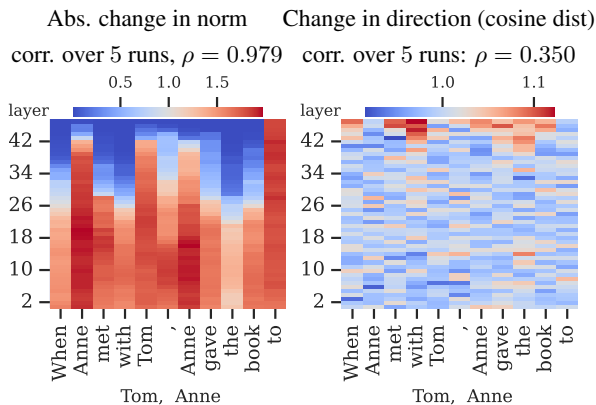 Abs. change in norm
corr. over 5 runs, ρ = 0.979
0.5 1.0 1.5
layer
42
34
26
18
10
2
When Anne met with Tom , Anne gave the book to
Tom, Anne
Change in direction (cosine dist)
corr. over 5 runs: ρ = 0.350
1.0 1.1
layer
42
34
26
18
10
2
When Anne met with Tom , Anne gave the book to
Tom, Anne